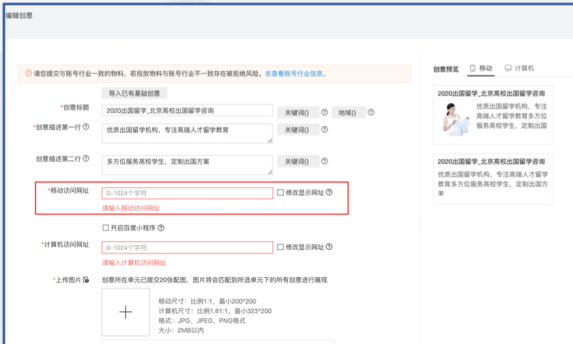 编辑创意
请您提交与账号行业一致的物料，若投放物料与账号行业不一致存在被拒绝风险。去查看账号行业信息。
导入已有基础创意
*创意标题 2020出国留学_北京高校出国留学咨询 关键词{} 地域{}
*创意描述第一行 优质出国留学机构，专注高端人才留学教育 关键词{}
创意描述第二行 多方位服务高校学生，定制出国方案 关键词{}
*移动访问网址 0-1024个字符 修改显示网址
请输入移动访问网址
开启百度小程序
*计算机访问网址 0-1024个字符 修改显示网址
请输入计算机访问网址
*上传图片 创意所在单元已提交20张配图，图片将会匹配到所选单元下的所有创意进行展现
移动尺寸：比例1:1，最小200*200
计算机尺寸：比例1.61:1，最小323*200
格式：JPG、JPEG、PNG格式
大小：2MB以内
创意预览 移动 计算机
2020出国留学_北京高校出国留学咨询
优质出国留学机构，专注
高端人才留学教育多方位
服务高校学生，定制出国
2020出国留学_北京高校出国留学咨询
优质出国留学机构，专注高端人才留
学教育多方位服务高校学生，定制出国方
案